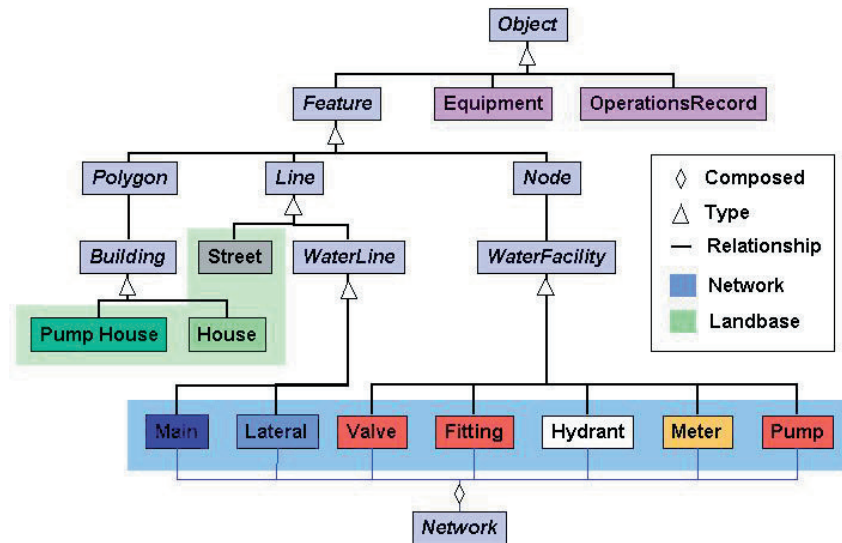 Object
Feature
Equipment
OperationsRecord
Polygon
Line
Node
Composed
Type
Relationship
Network
Landbase
Building
Street
WaterLine
WaterFacility
Pump House
House
Main
Lateral
Valve
Fitting
Hydrant
Meter
Pump
Network